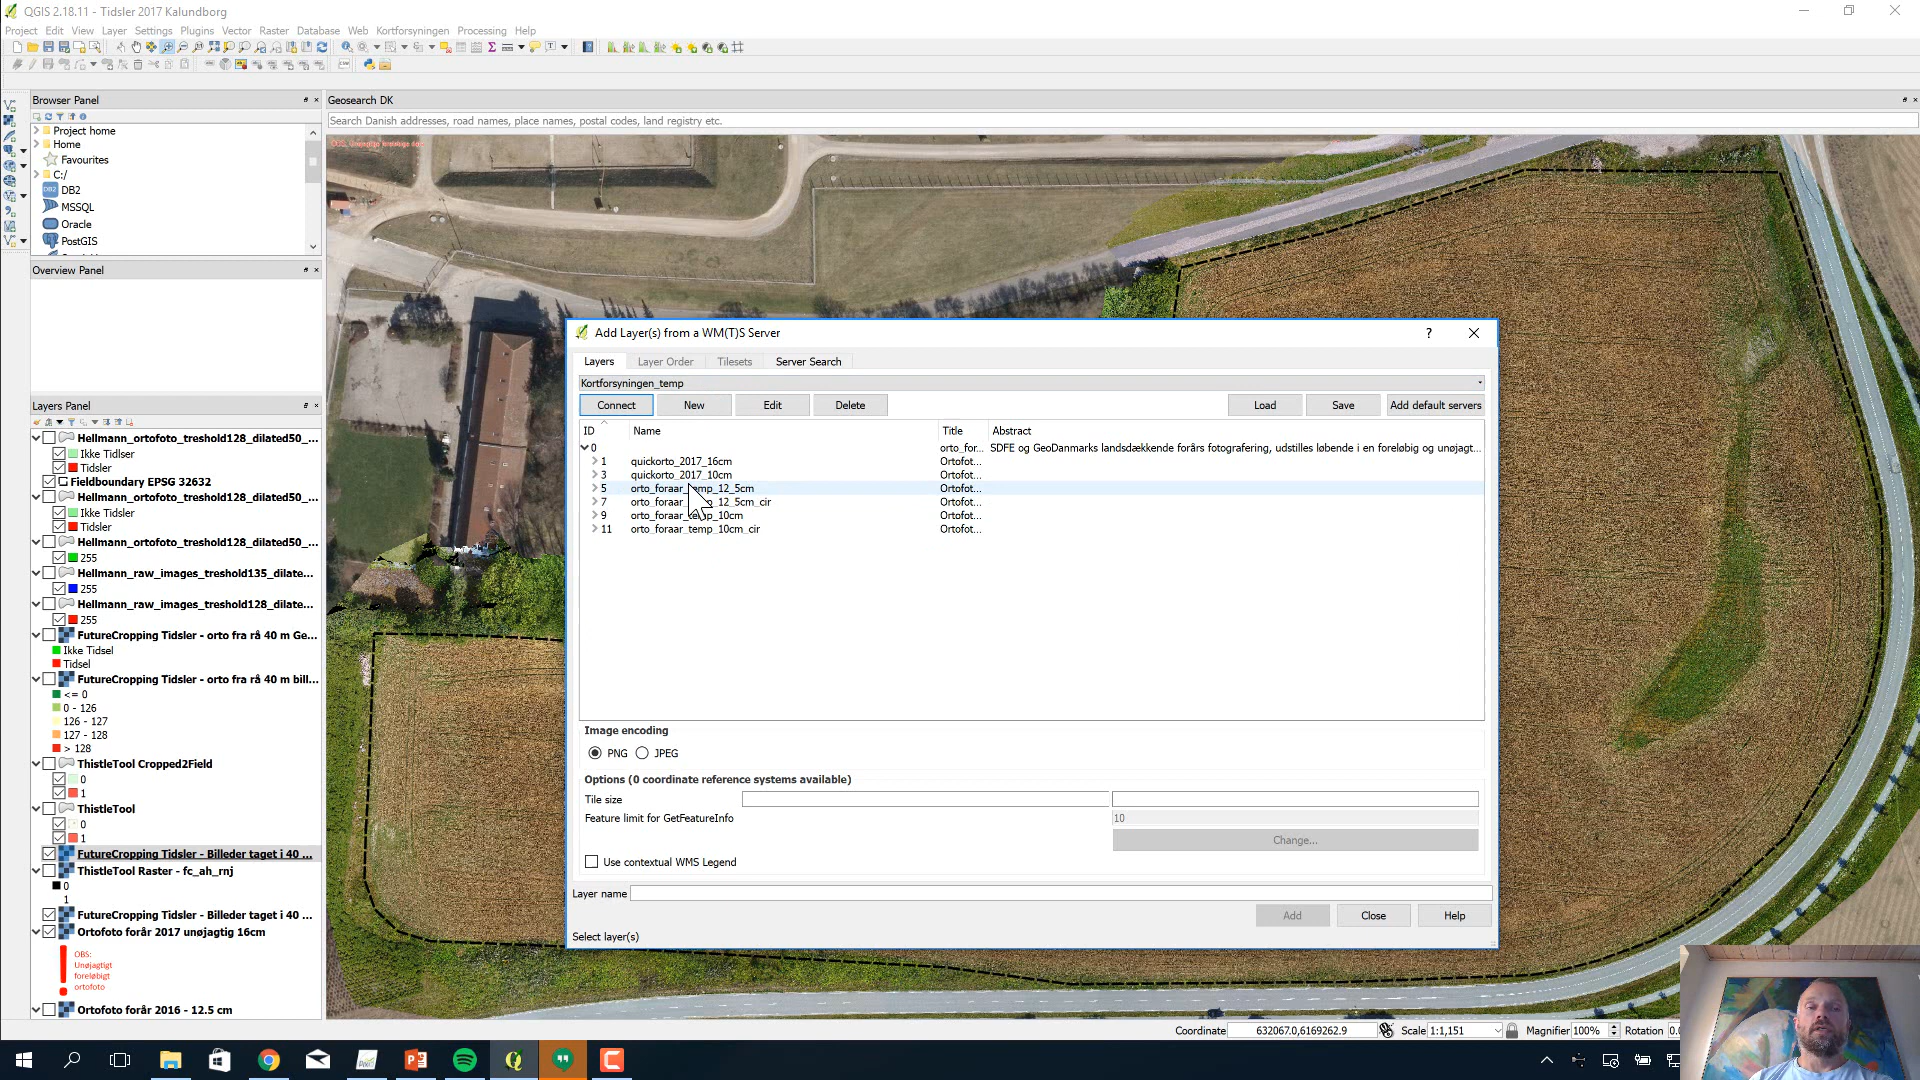 QGIS 2.18.11 - Tidsler 2017 Kalundborg
Project Edit View Layer Settings Plugins Vector Raster Database Web Kortforsyningen Processing Help
Browser Panel
Project home
Home
Favourites
C:/
DB2
MSSQL
Oracle
PostGIS
Overview Panel
Layers Panel
Hellmann_ortofoto_treshold128_dilated50_...
Ikke Tidlser
Tidsler
Fieldboundary EPSG 32632
Hellmann_ortofoto_treshold128_dilated50_...
Ikke Tidsler
Tidsler
Hellmann_ortofoto_treshold128_dilated50_...
255
Hellmann_raw_images_treshold135_dilate...
255
Hellmann_raw_images_treshold128_dilate...
255
FutureCropping Tidsler - orto fra rå 40 m Ge...
Ikke Tidsel
Tidsel
FutureCropping Tidsler - orto fra rå 40 m bill...
<= 0
0 - 126
126 - 127
127 - 128
> 128
ThistleTool Cropped2Field
0
1
ThistleTool
0
1
FutureCropping Tidsler - Billeder taget i 40 ...
ThistleTool Raster - fc_ah_rnj
0
1
FutureCropping Tidsler - Billeder taget i 40 ...
Ortofoto forår 2017 unøjagtig 16cm
OBS:
Unøjagtigt
foreløbigt
ortofoto
Ortofoto forår 2016 - 12.5 cm
Geosearch DK
Search Danish addresses, road names, place names, postal codes, land registry etc.
Add Layer(s) from a WM(T)S Server
?
Layers Layer Order Tilesets Server Search
Kortforsyningen_temp
Connect New Edit Delete Load Save Add default servers
ID Name Title Abstract
0 orto_for... SDFE og GeoDanmarks landsdækkende forårs fotografering, udstilles løbende i en foreløbig og unøjagt...
1 quickorto_2017_16cm Ortofot...
3 quickorto_2017_10cm Ortofot...
5 orto_foraar_temp_12_5cm Ortofot...
7 orto_foraar_temp_12_5cm_cir Ortofot...
9 orto_foraar_temp_10cm Ortofot...
11 orto_foraar_temp_10cm_cir Ortofot...
Image encoding
PNG JPEG
Options (0 coordinate reference systems available)
Tile size
Feature limit for GetFeatureInfo 10
Change...
Use contextual WMS Legend
Layer name
Add Close Help
Select layer(s)
Coordinate 632067.0,6169262.9 Scale 1:1,151 Magnifier 100% Rotation